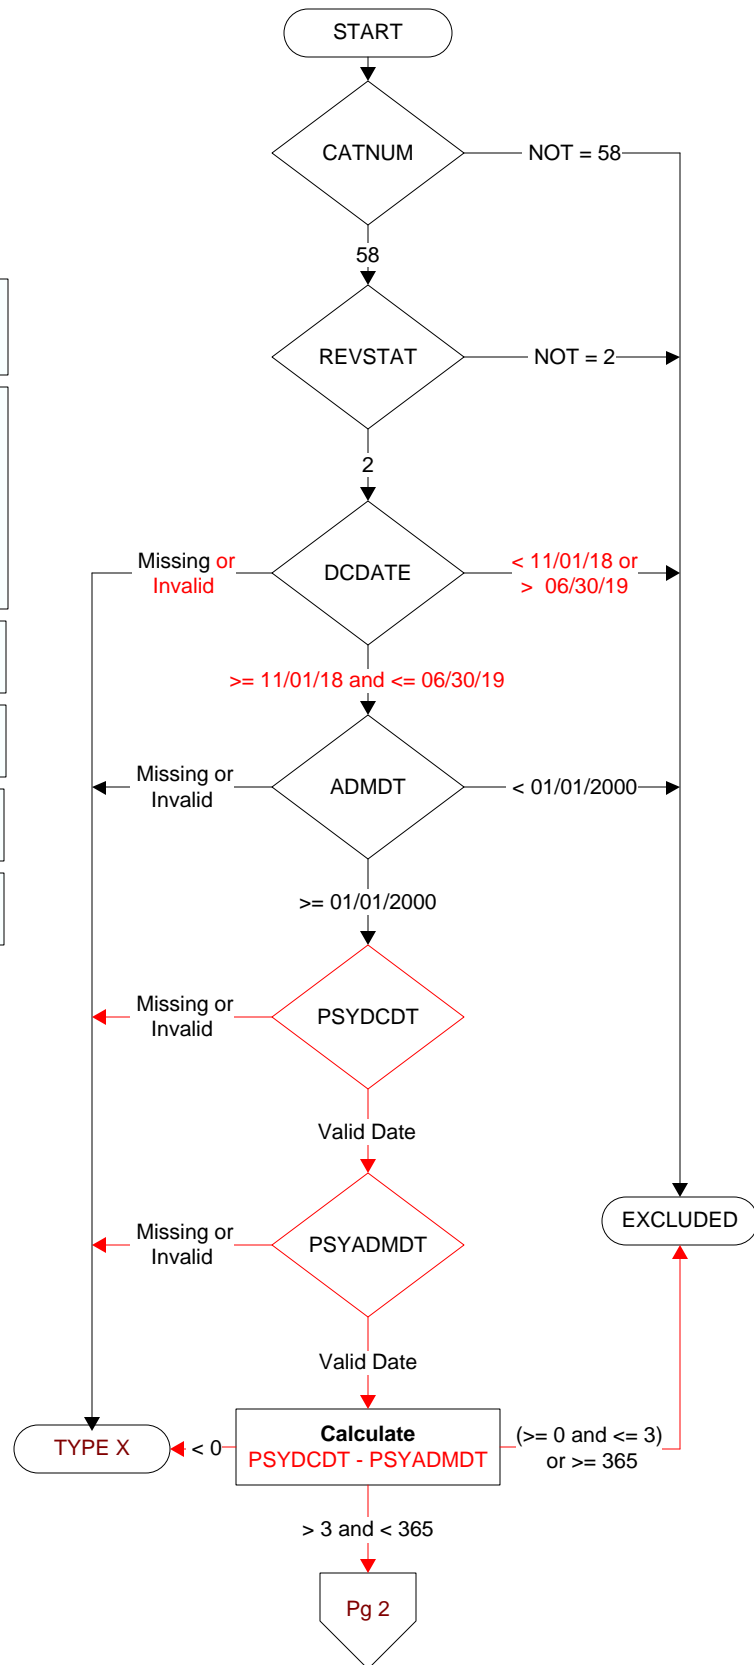 START
CATNUM
NOT = 58
58
REVSTAT
NOT = 2
2
Missing or
Invalid
DCDATE
< 11/01/18 or
> 06/30/19
>= 11/01/18 and <= 06/30/19
Missing or
Invalid
ADMDT
< 01/01/2000
>= 01/01/2000
Missing or
Invalid
PSYDCDT
Valid Date
Missing or
Invalid
PSYADMDT
EXCLUDED
Valid Date
TYPE X
< 0
Calculate
PSYDCDT - PSYADMDT
(>= 0 and <= 3)
or >= 365
> 3 and < 365
Pg 2